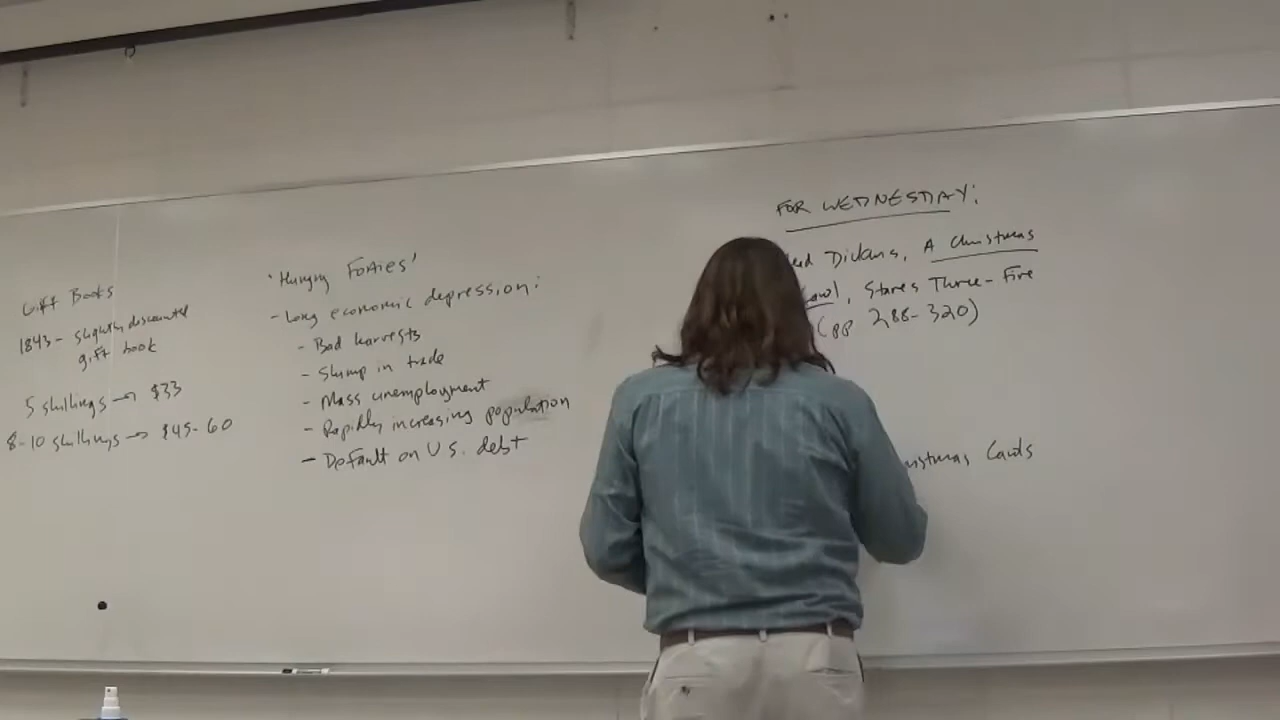 Gift Books
1843 - slightly discounted
gift book
5 shillings → $33
8-10 shillings → $45-60
'Hungry Forties'
- Long economic depression:
- Bad harvests
- Slump in trade
- Mass unemployment
- Rapidly increasing population
- Default on U.S. debt
FOR WEDNESDAY:
Dickens, A Christmas
Staves Three-Five
(pp 288-320)
Cards